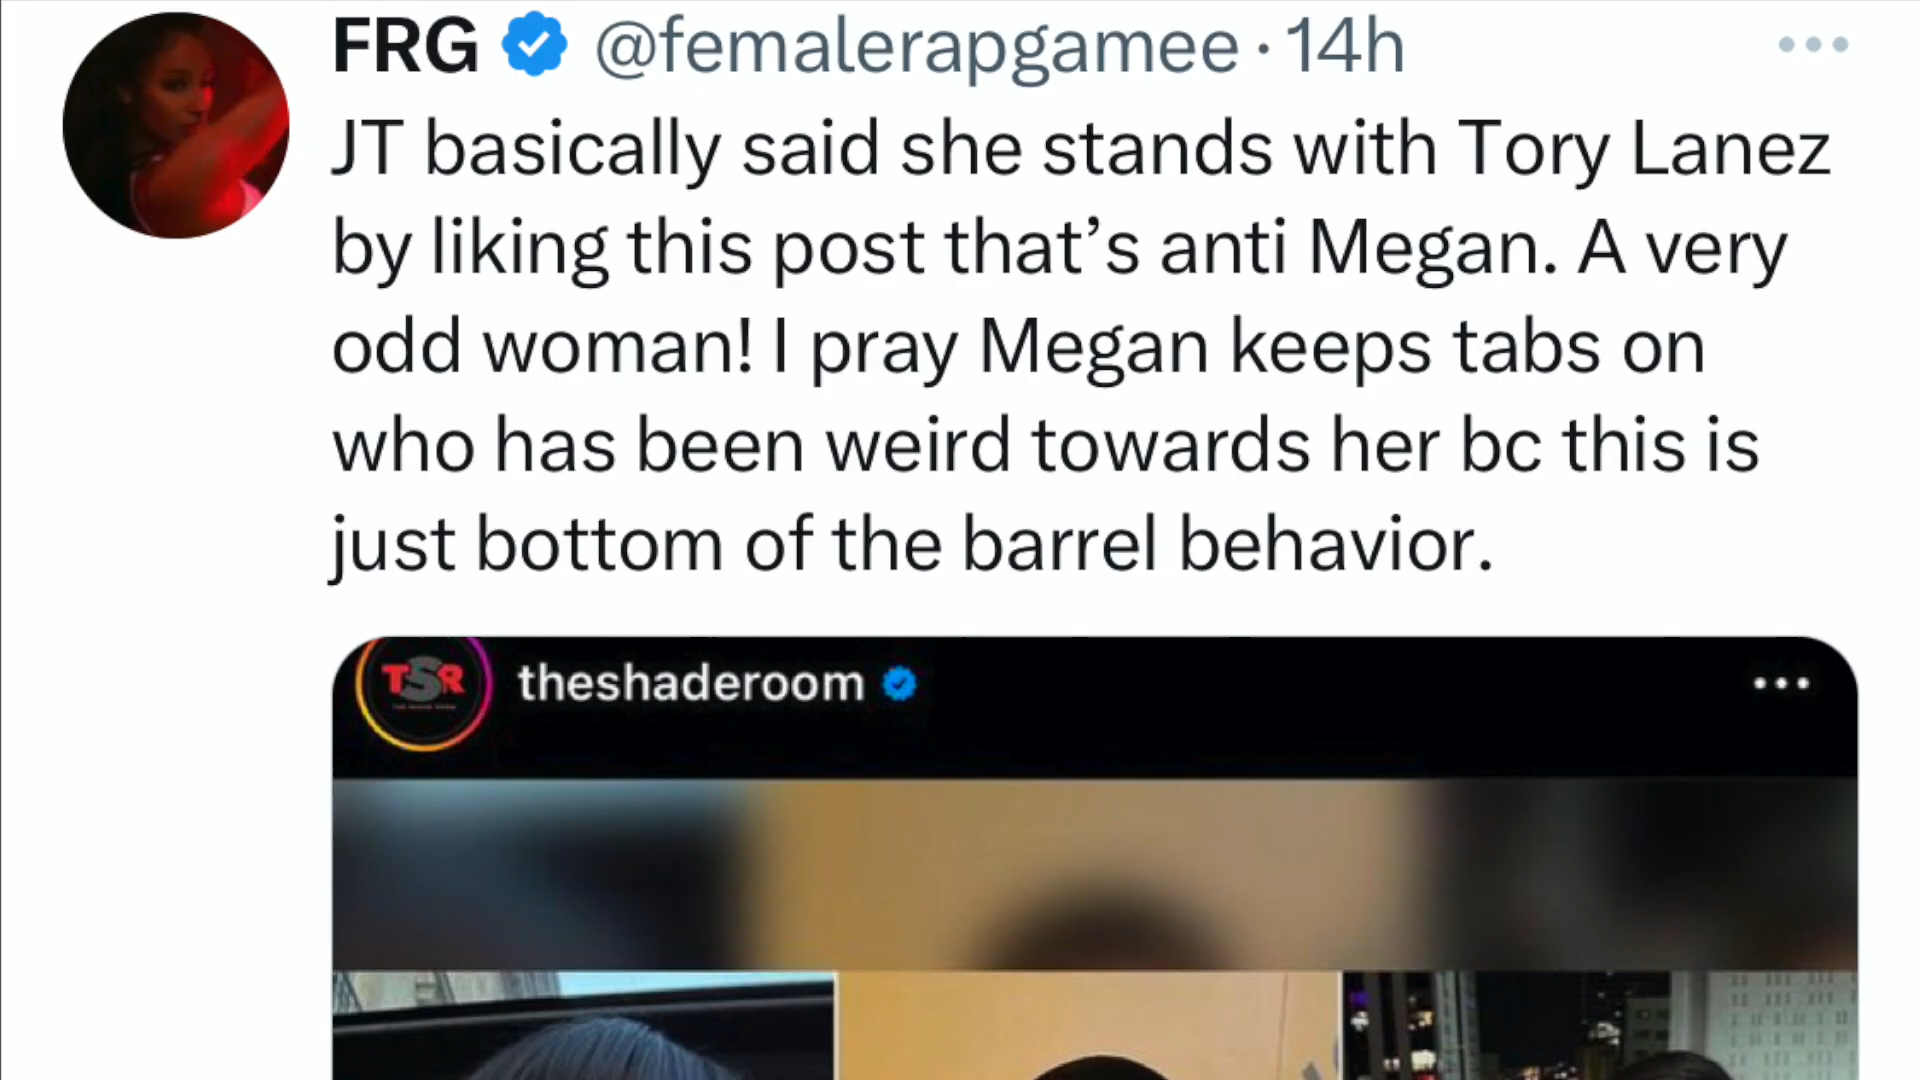 FRG @femalerapgamee · 14h
JT basically said she stands with Tory Lanez
by liking this post that’s anti Megan. A very
odd woman! I pray Megan keeps tabs on
who has been weird towards her bc this is
just bottom of the barrel behavior.
TSR
theshaderoom